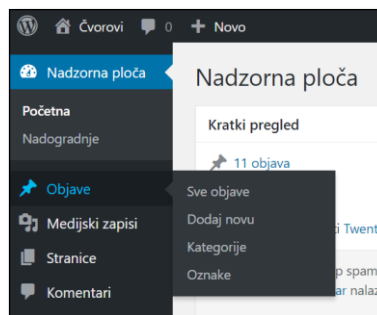 Čvorovi 0 Novo
Nadzorna ploča
Početna
Nadogradnje
Objave
Medijski zapisi
Stranice
Komentari
Nadzorna ploča
Kratki pregled
11 objava
Sve objave
Dodaj novu
Kategorije
Oznake
i Twent
p spam
ar nalaz